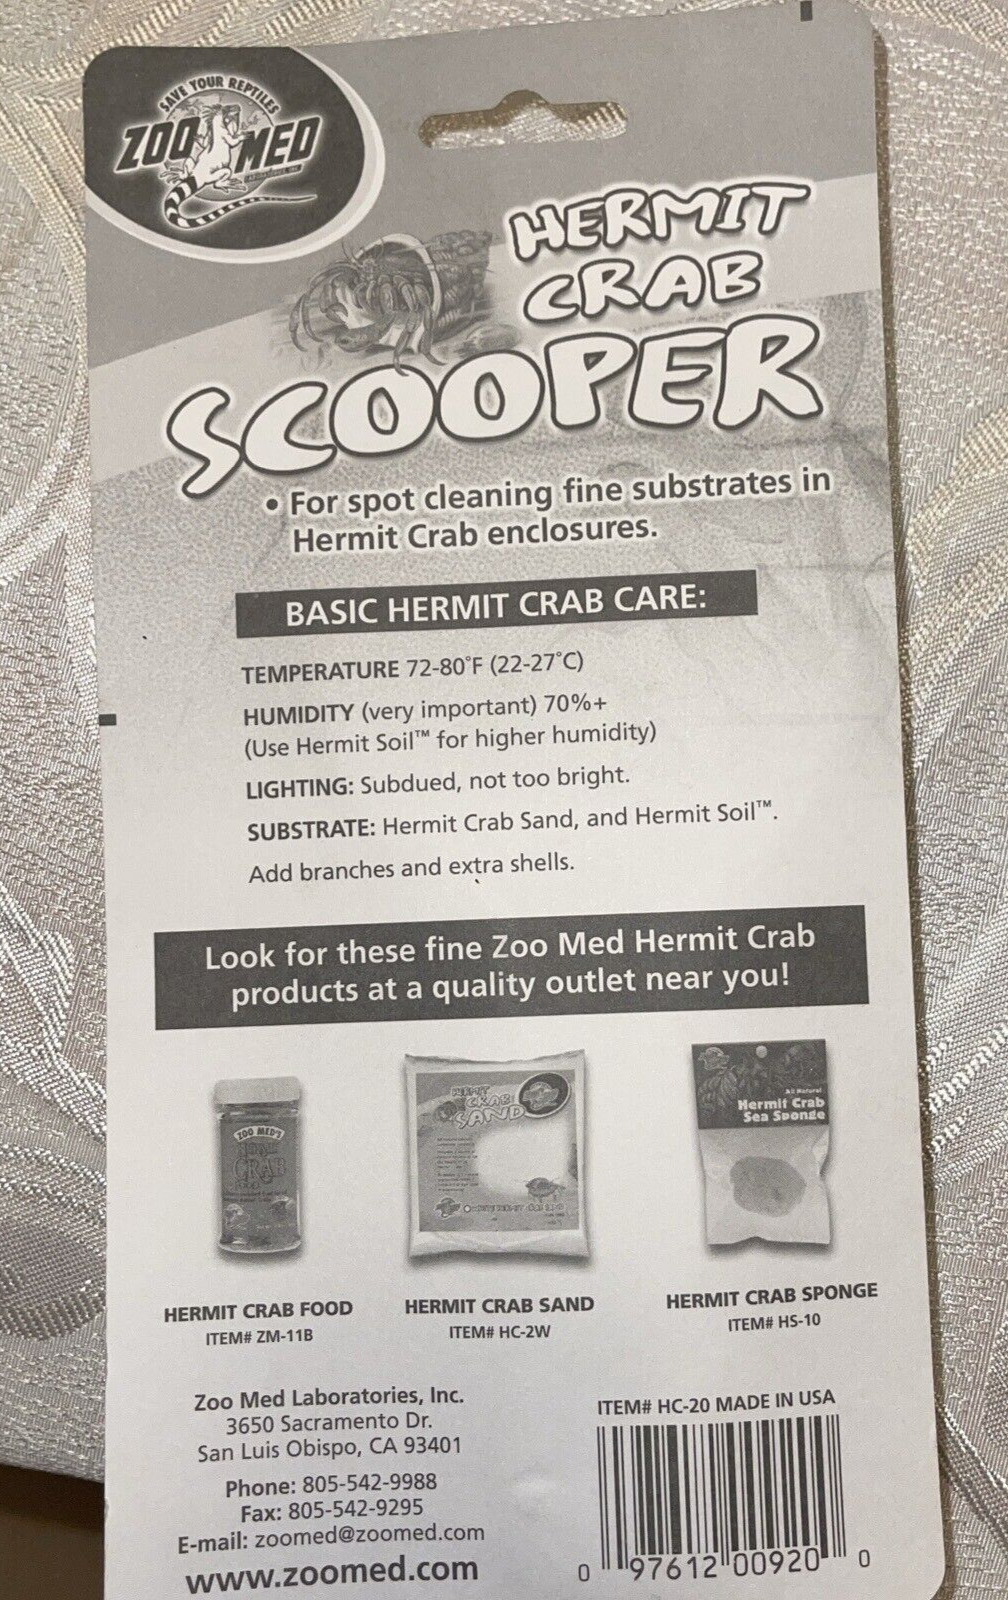 SAVE YOUR REPTILES
ZOO MED
HERMIT
CRAB
SCOOPER
• For spot cleaning fine substrates in
Hermit Crab enclosures.
BASIC HERMIT CRAB CARE:
TEMPERATURE 72-80°F (22-27°C)
HUMIDITY (very important) 70%+
(Use Hermit Soil™ for higher humidity)
LIGHTING: Subdued, not too bright.
SUBSTRATE: Hermit Crab Sand, and Hermit Soil™.
Add branches and extra shells.
Look for these fine Zoo Med Hermit Crab
products at a quality outlet near you!
ZOO MED'S
CRAB
HERMIT
CRAB
SAND
All Natural
Hermit Crab
Sea Sponge
HERMIT CRAB FOOD
ITEM# ZM-11B
HERMIT CRAB SAND
ITEM# HC-2W
HERMIT CRAB SPONGE
ITEM# HS-10
Zoo Med Laboratories, Inc.
3650 Sacramento Dr.
San Luis Obispo, CA 93401
Phone: 805-542-9988
Fax: 805-542-9295
E-mail: zoomed@zoomed.com
www.zoomed.com
ITEM# HC-20 MADE IN USA
0 97612 00920 0